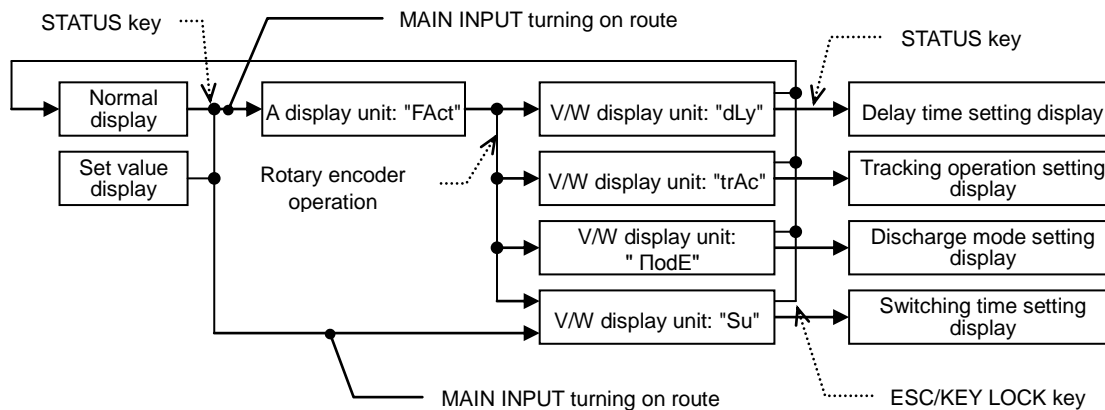 MAIN INPUT turning on route
STATUS key
STATUS key
Normal
display
A display unit: "FAct"
V/W display unit: "dLy"
Delay time setting display
Set value
display
Rotary encoder
operation
V/W display unit: "trAc"
Tracking operation setting
display
V/W display unit:
" ПodE"
Discharge mode setting
display
V/W display unit: "Su"
Switching time setting
display
MAIN INPUT turning on route
ESC/KEY LOCK key